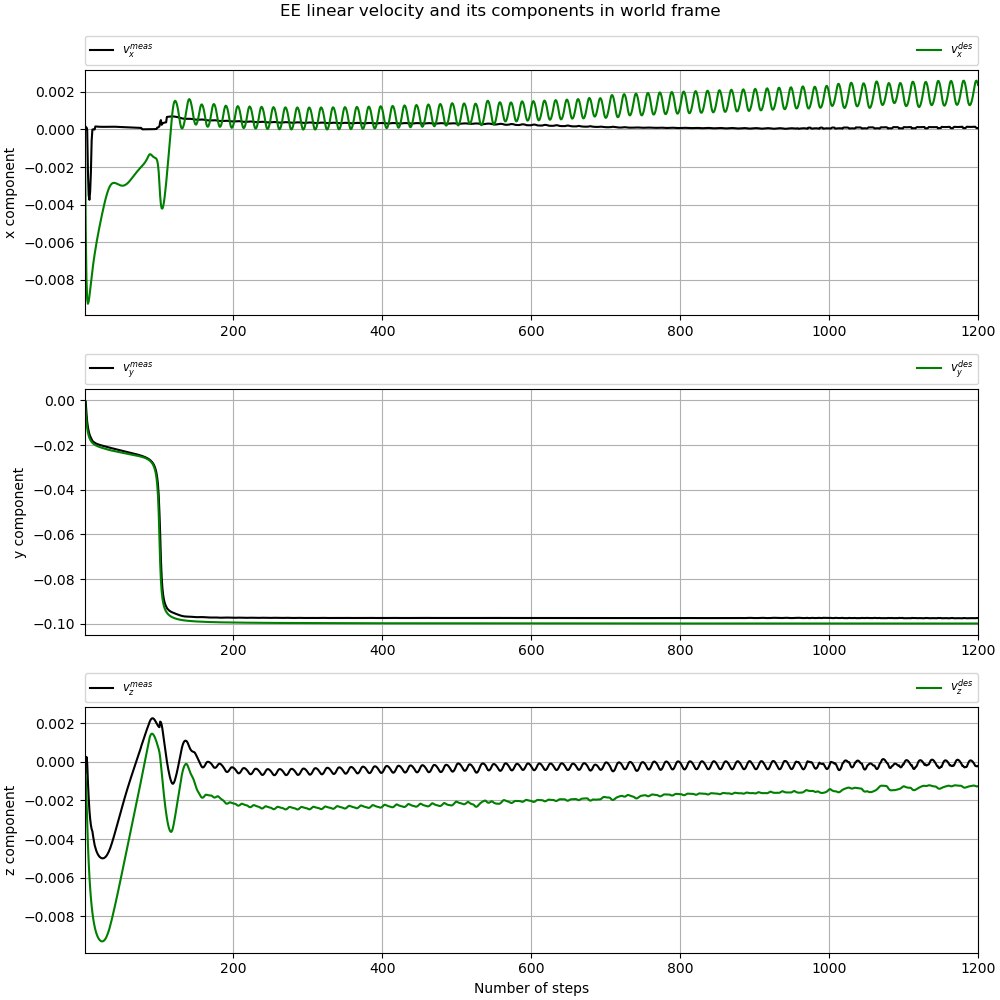 EE linear velocity and its components in world frame
v_x^{meas} v_x^{des}
0.002
0.000
−0.002
−0.004
−0.006
−0.008
x component
200 400 600 800 1000 1200
v_y^{meas} v_y^{des}
0.00
−0.02
−0.04
−0.06
−0.08
−0.10
y component
200 400 600 800 1000 1200
v_z^{meas} v_z^{des}
0.002
0.000
−0.002
−0.004
−0.006
−0.008
z component
200 400 600 800 1000 1200
Number of steps